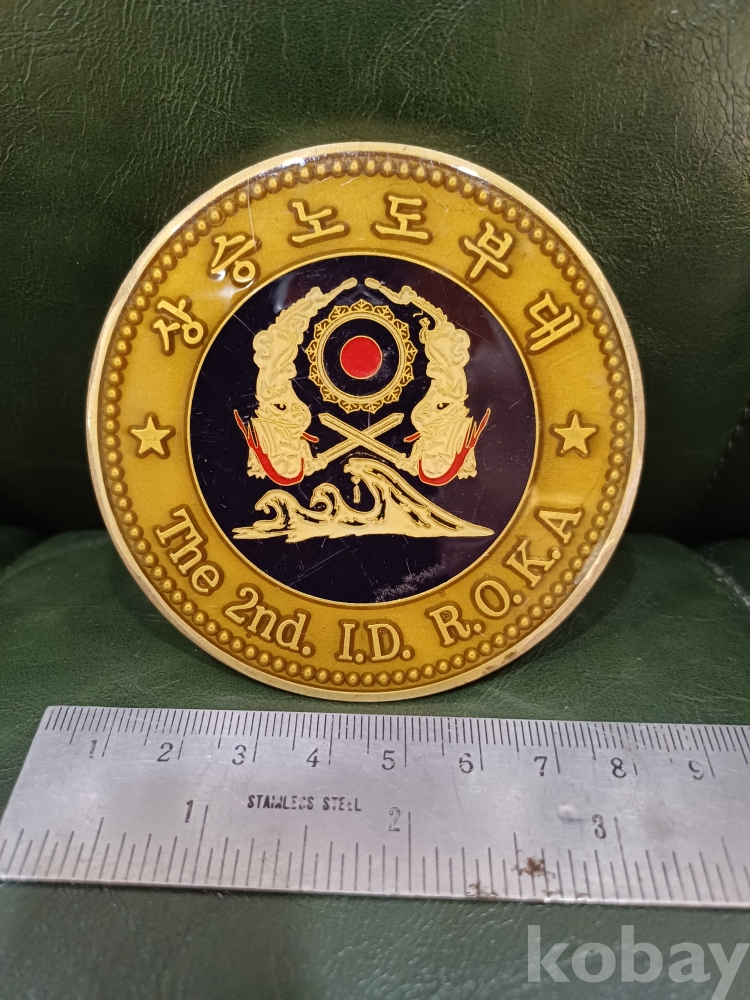 상승노도부대
The 2nd. I.D. R.O.K.A
1 2 3 4 5 6 7 8 9
STAINLESS STEEL
1 2 3
kobay